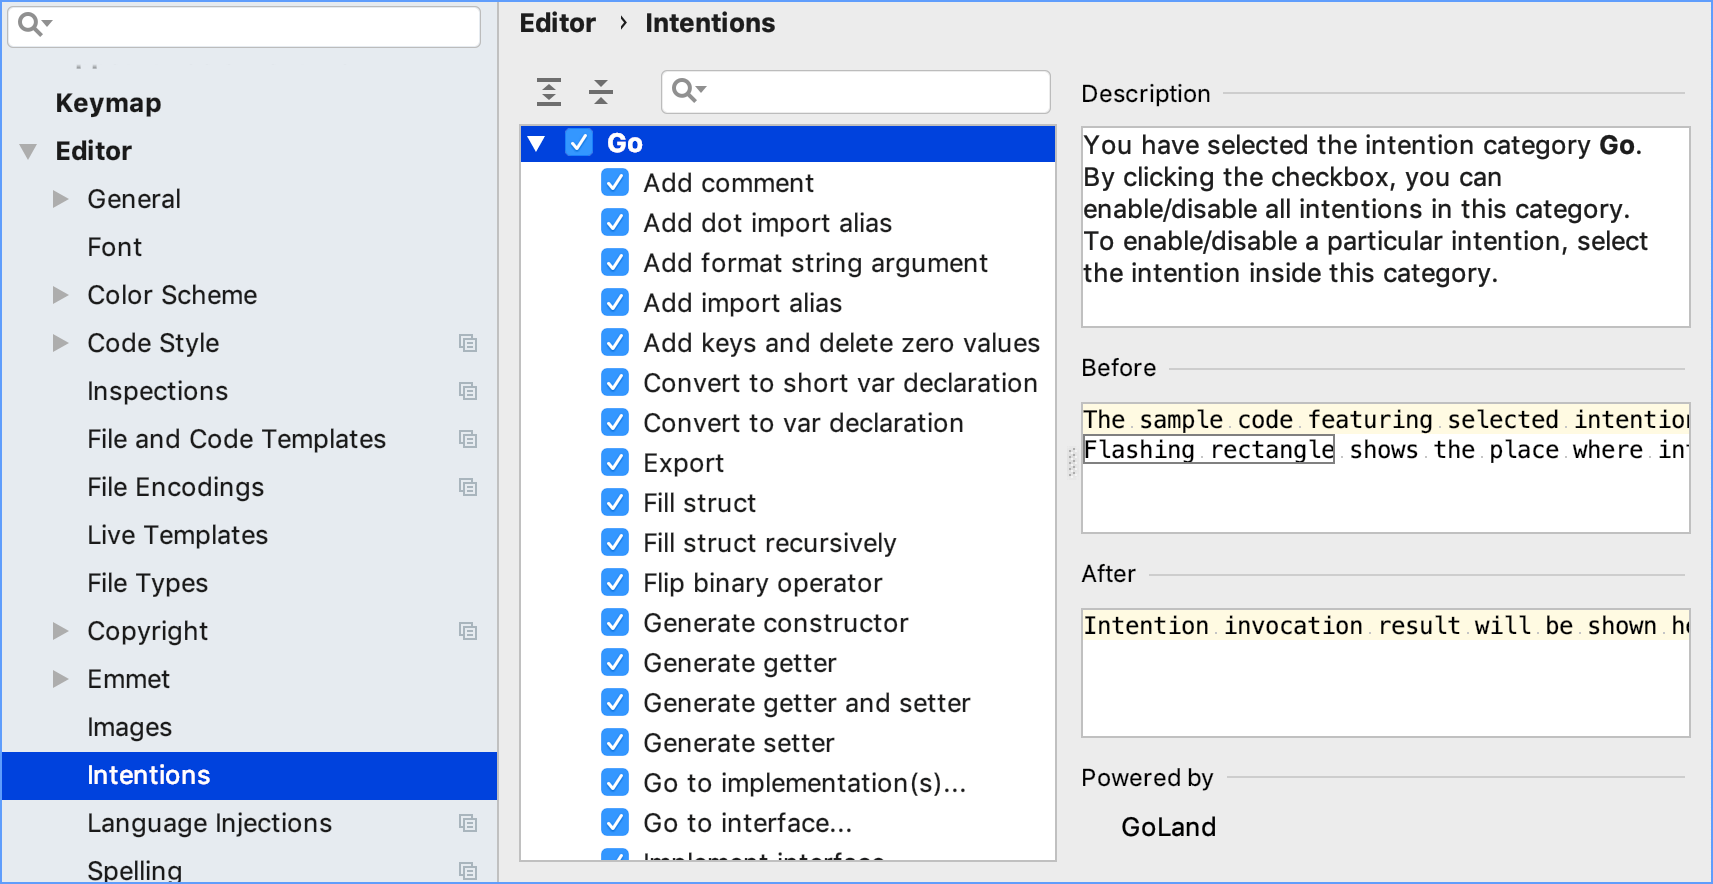 Keymap
Editor
General
Font
Color Scheme
Code Style
Inspections
File and Code Templates
File Encodings
Live Templates
File Types
Copyright
Emmet
Images
Intentions
Language Injections
Spelling
Editor › Intentions
Go
Add comment
Add dot import alias
Add format string argument
Add import alias
Add keys and delete zero values
Convert to short var declaration
Convert to var declaration
Export
Fill struct
Fill struct recursively
Flip binary operator
Generate constructor
Generate getter
Generate getter and setter
Generate setter
Go to implementation(s)...
Go to interface...
Implement interface
Description
You have selected the intention category Go.
By clicking the checkbox, you can
enable/disable all intentions in this category.
To enable/disable a particular intention, select
the intention inside this category.
Before
The sample code featuring selected intention
Flashing rectangle shows the place where
After
Intention invocation result will be shown
Powered by
GoLand